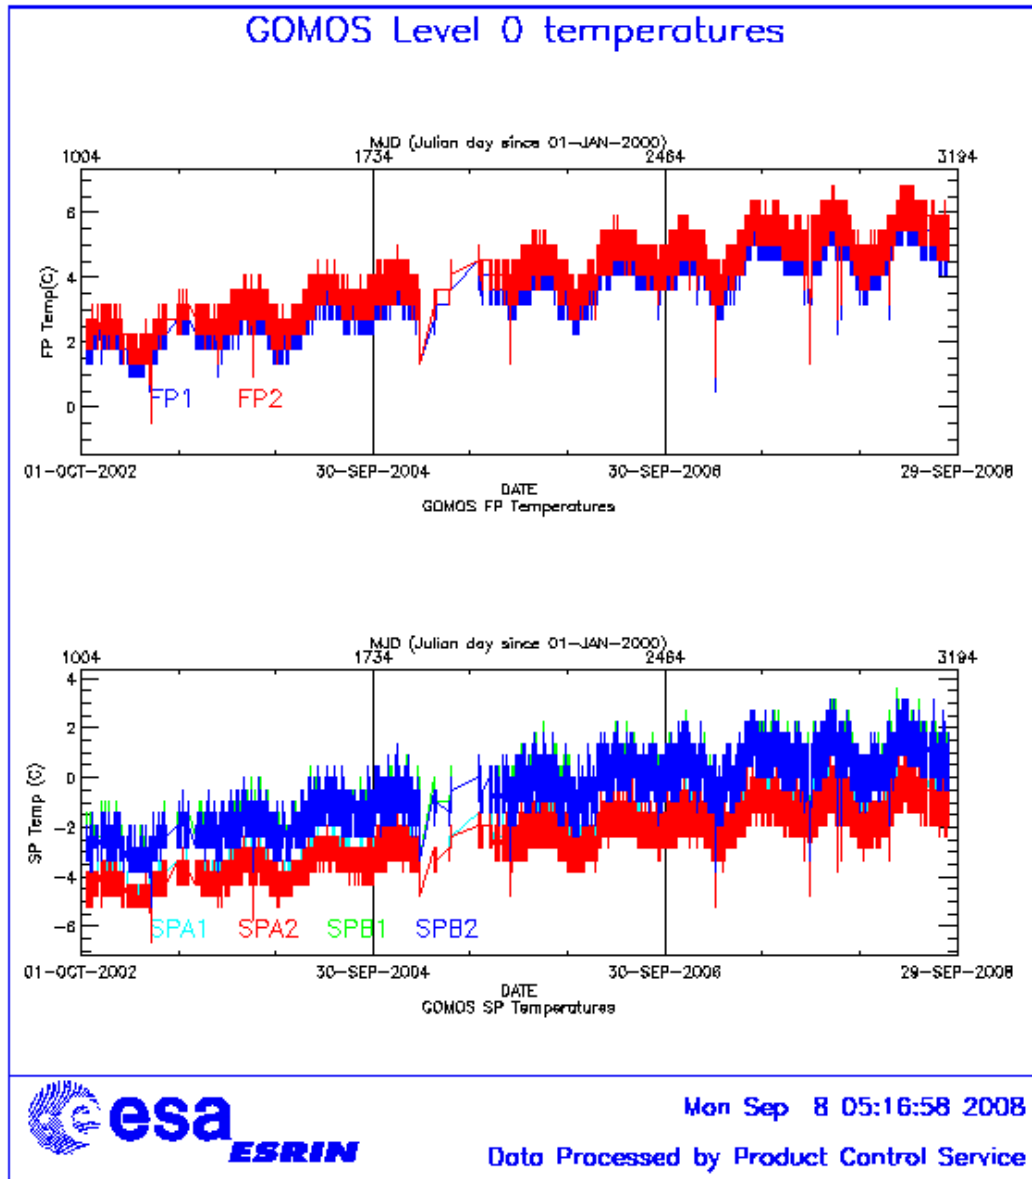 GOMOS Level 0 temperatures
MJD (Julian day since 01-JAN-2000)
1004 1734 2464 3194
6
4
2
0
FP Temp(C)
FP1 FP2
01-OCT-2002 30-SEP-2004 30-SEP-2006 29-SEP-2008
DATE
GOMOS FP Temperatures
MJD (Julian day since 01-JAN-2000)
1004 1734 2464 3194
4
2
0
-2
-4
-6
SP Temp (C)
SPA1 SPA2 SPB1 SPB2
01-OCT-2002 30-SEP-2004 30-SEP-2006 29-SEP-2008
DATE
GOMOS SP Temperatures
esa
ESRIN
Mon Sep 8 05:16:58 2008
Data Processed by Product Control Service